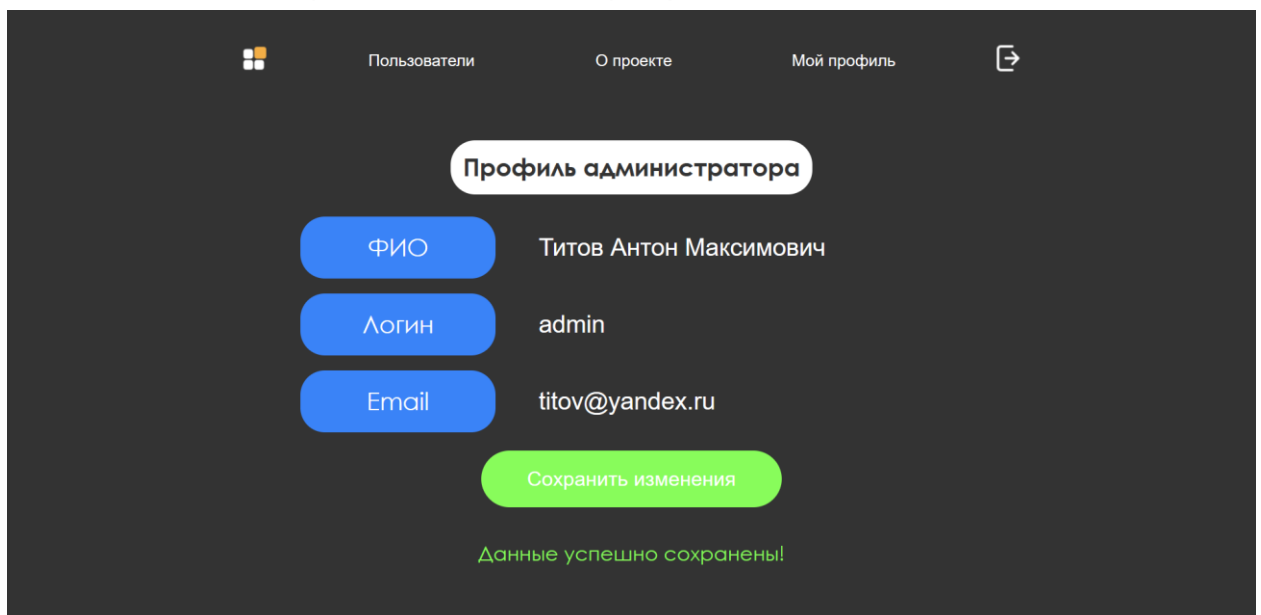 Пользователи О проекте Мой профиль
Профиль администратора
ФИО Титов Антон Максимович
Логин admin
Email titov@yandex.ru
Сохранить изменения
Данные успешно сохранены!